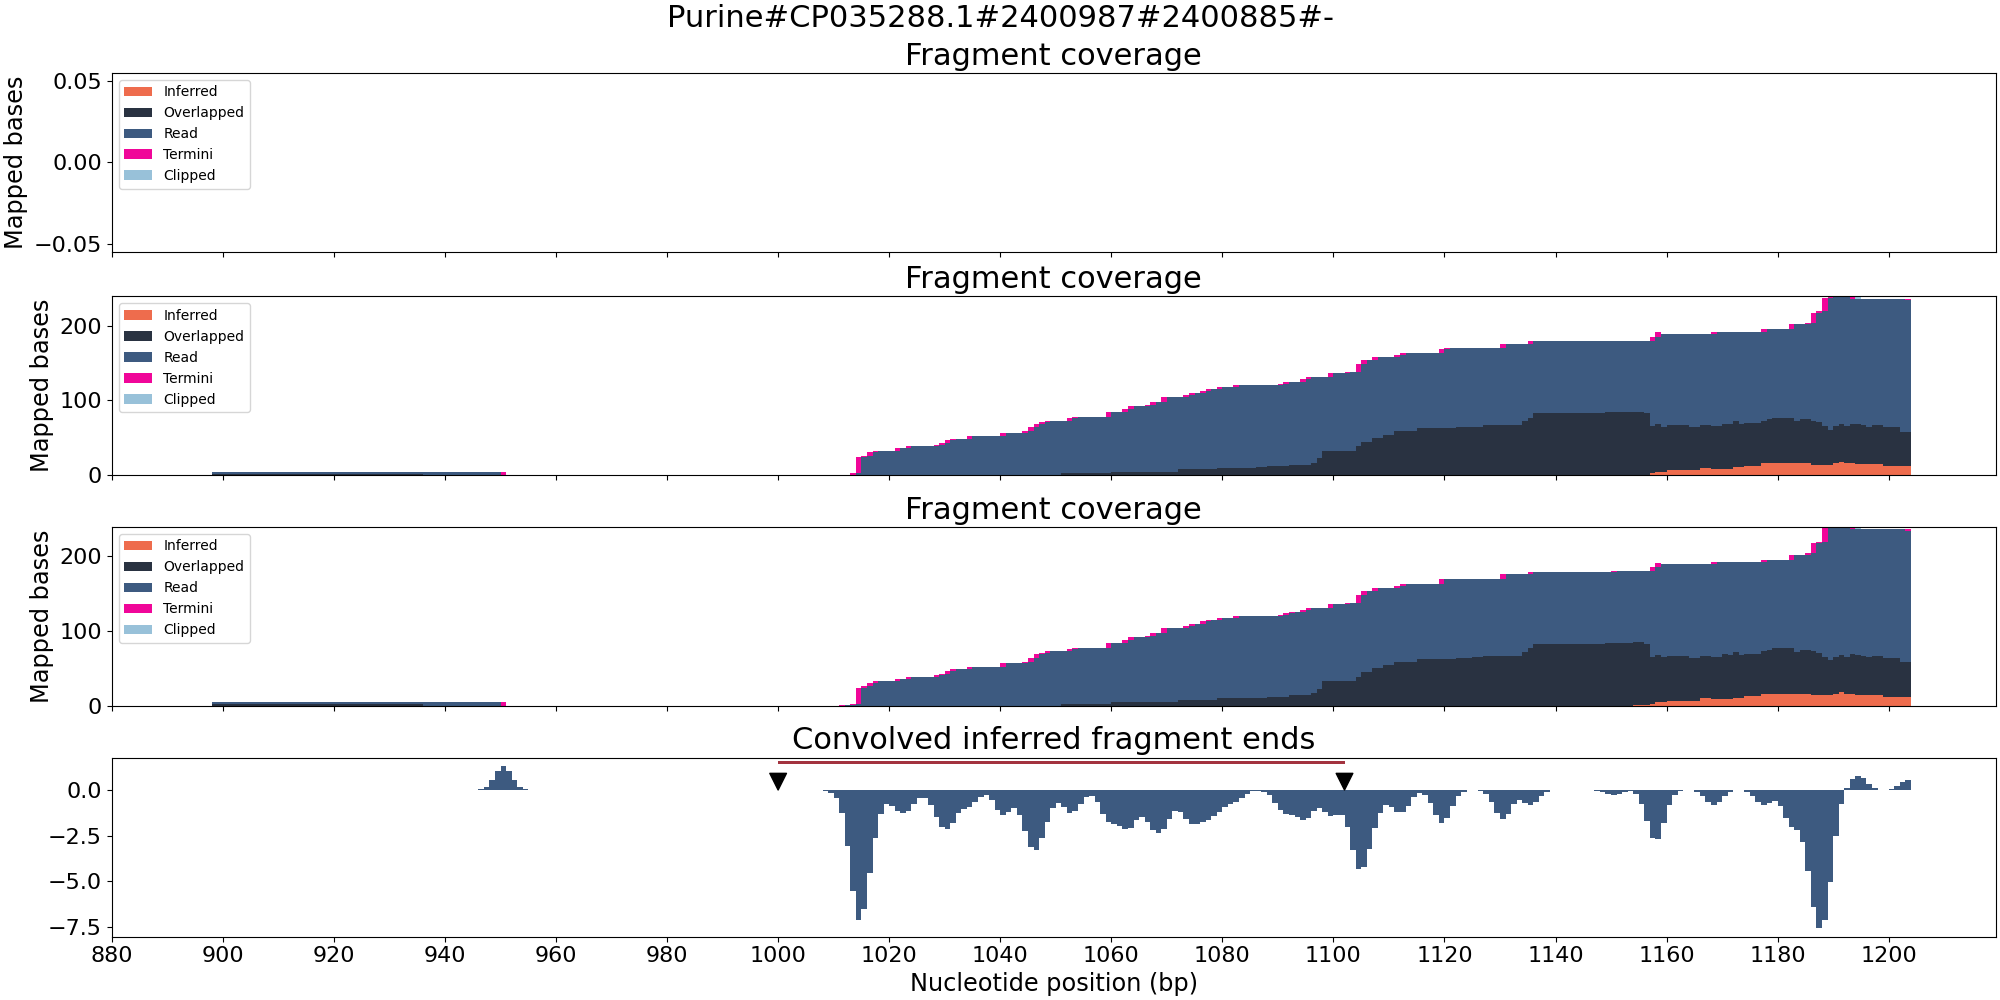 Purine#CP035288.1#2400987#2400885#-
Fragment coverage
Mapped bases
0.05
0.00
−0.05
Inferred
Overlapped
Read
Termini
Clipped
Fragment coverage
Mapped bases
200
100
0
Inferred
Overlapped
Read
Termini
Clipped
Fragment coverage
Mapped bases
200
100
0
Inferred
Overlapped
Read
Termini
Clipped
Convolved inferred fragment ends
0.0
−2.5
−5.0
−7.5
880 900 920 940 960 980 1000 1020 1040 1060 1080 1100 1120 1140 1160 1180 1200
Nucleotide position (bp)